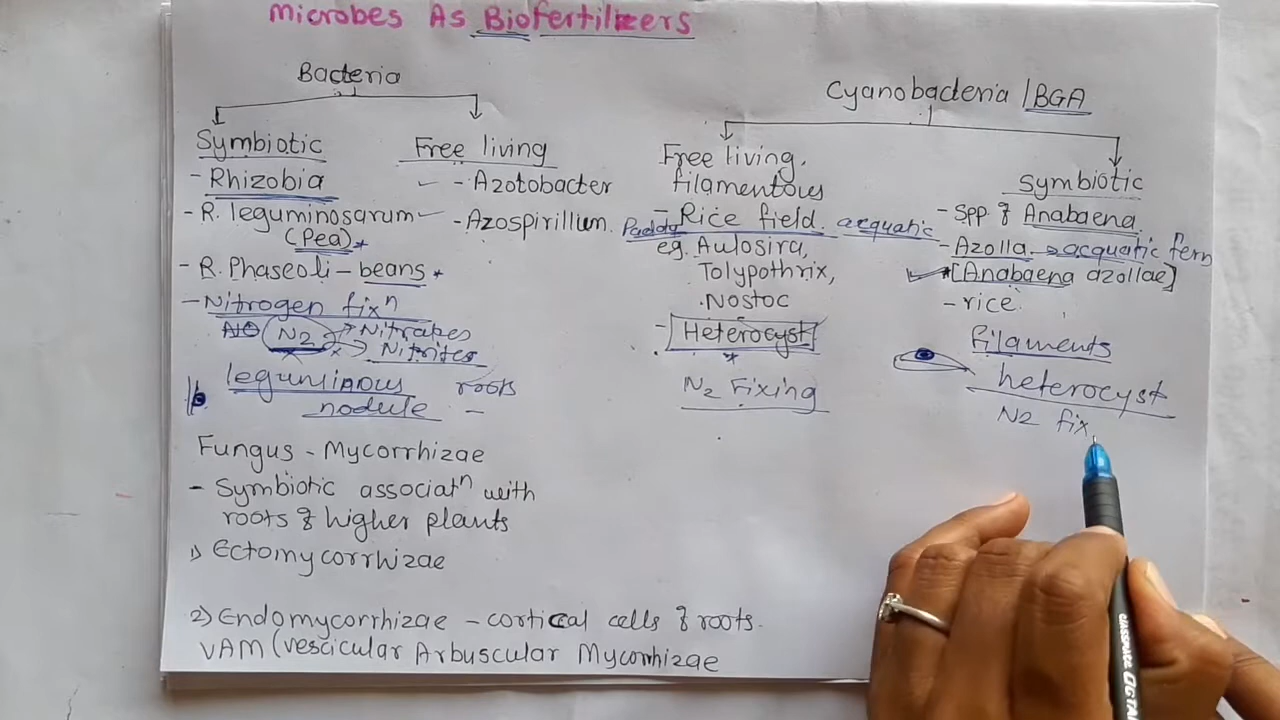 Microbes As Biofertilizers
Bacteria
Symbiotic
- Rhizobia
- R. leguminosarum
(Pea)
- R. Phaseoli - beans
- Nitrogen fixn
N2 → Nitrates
→ Nitrites
leguminous roots
nodule -
Free living
- Azotobacter
- Azospirillum.
Fungus - Mycorrhizae
- Symbiotic associatn with
roots of higher plants
1) Ectomycorrhizae
2) Endomycorrhizae - cortical cells of roots.
VAM (vescicular Arbuscular Mycorrhizae
Cyanobacteria / BGA
Free living,
filamentous
- Rice field. acquatic
Paddy
eg. Aulosira,
Tolypothrix,
Nostoc
- Heterocyst
N2 Fixing
Symbiotic
- Spp. of Anabaena
- Azolla → acquatic fern
[Anabaena azollae]
- rice
Filaments
heterocyst
N2 fix